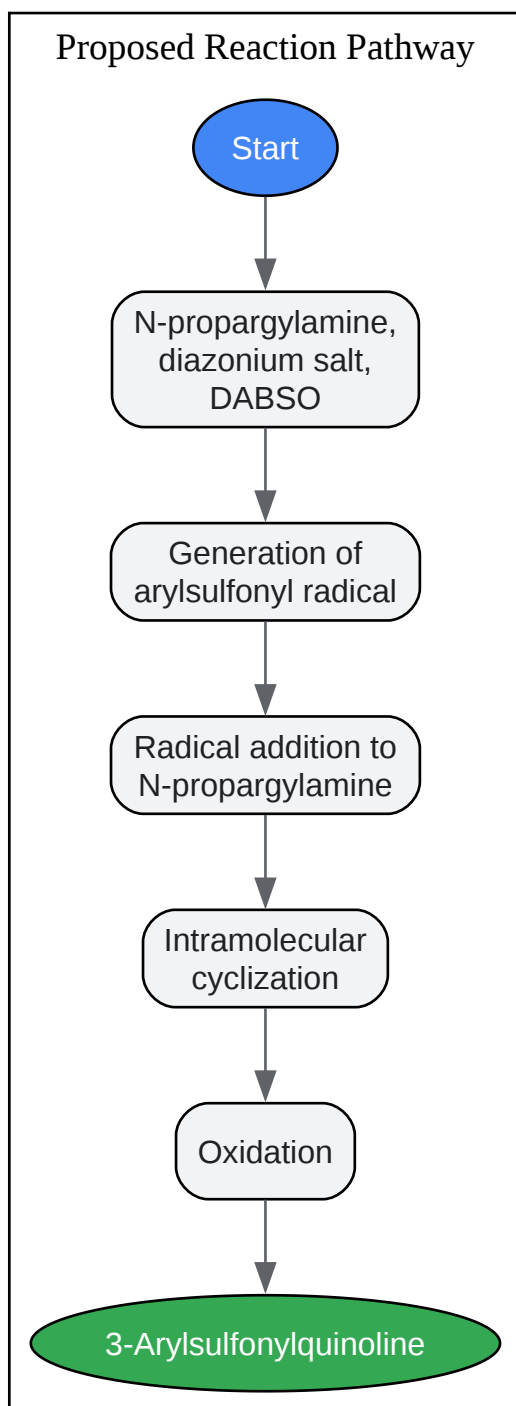 Proposed Reaction Pathway
Start
N-propargylamine,
diazonium salt,
DABSO
Generation of
arylsulfonyl radical
Radical addition to
N-propargylamine
Intramolecular
cyclization
Oxidation
3-Arylsulfonylquinoline